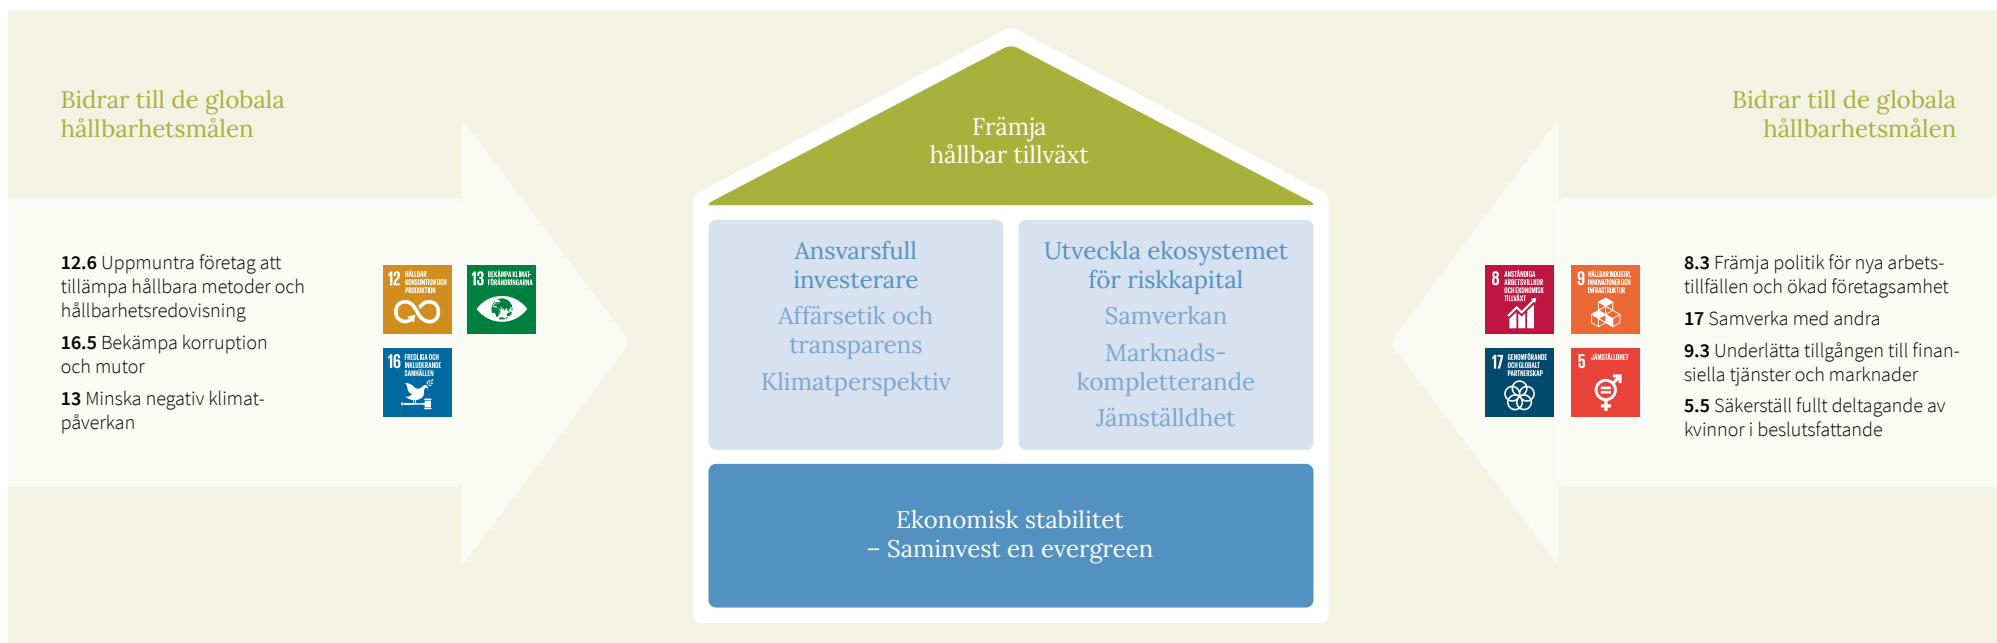 Bidrar till de globala
hållbarhetsmålen
12.6 Uppmuntra företag att
tillämpa hållbara metoder och
hållbarhetsredovisning
16.5 Bekämpa korruption
och mutor
13 Minska negativ klimat-
påverkan
12 HÅLLBAR
KONSUMTION OCH
PRODUKTION
13 BEKÄMPA KLIMAT-
FÖRÄNDRINGARNA
16 FREDLIGA OCH
INKLUDERANDE
SAMHÄLLEN
Främja
hållbar tillväxt
Ansvarsfull
investerare
Affärsetik och
transparens
Klimatperspektiv
Utveckla ekosystemet
för riskkapital
Samverkan
Marknads-
kompletterande
Jämställdhet
Ekonomisk stabilitet
– Saminvest en evergreen
Bidrar till de globala
hållbarhetsmålen
8 ANSTÄNDIGA
ARBETSVILLKOR
OCH EKONOMISK
TILLVÄXT
9 HÅLLBAR INDUSTRI,
INNOVATIONER OCH
INFRASTRUKTUR
17 GENOMFÖRANDE
OCH GLOBALT
PARTNERSKAP
5 JÄMSTÄLLDHET
8.3 Främja politik för nya arbets-
tillfällen och ökad företagsamhet
17 Samverka med andra
9.3 Underlätta tillgången till finan-
siella tjänster och marknader
5.5 Säkerställ fullt deltagande av
kvinnor i beslutsfattande